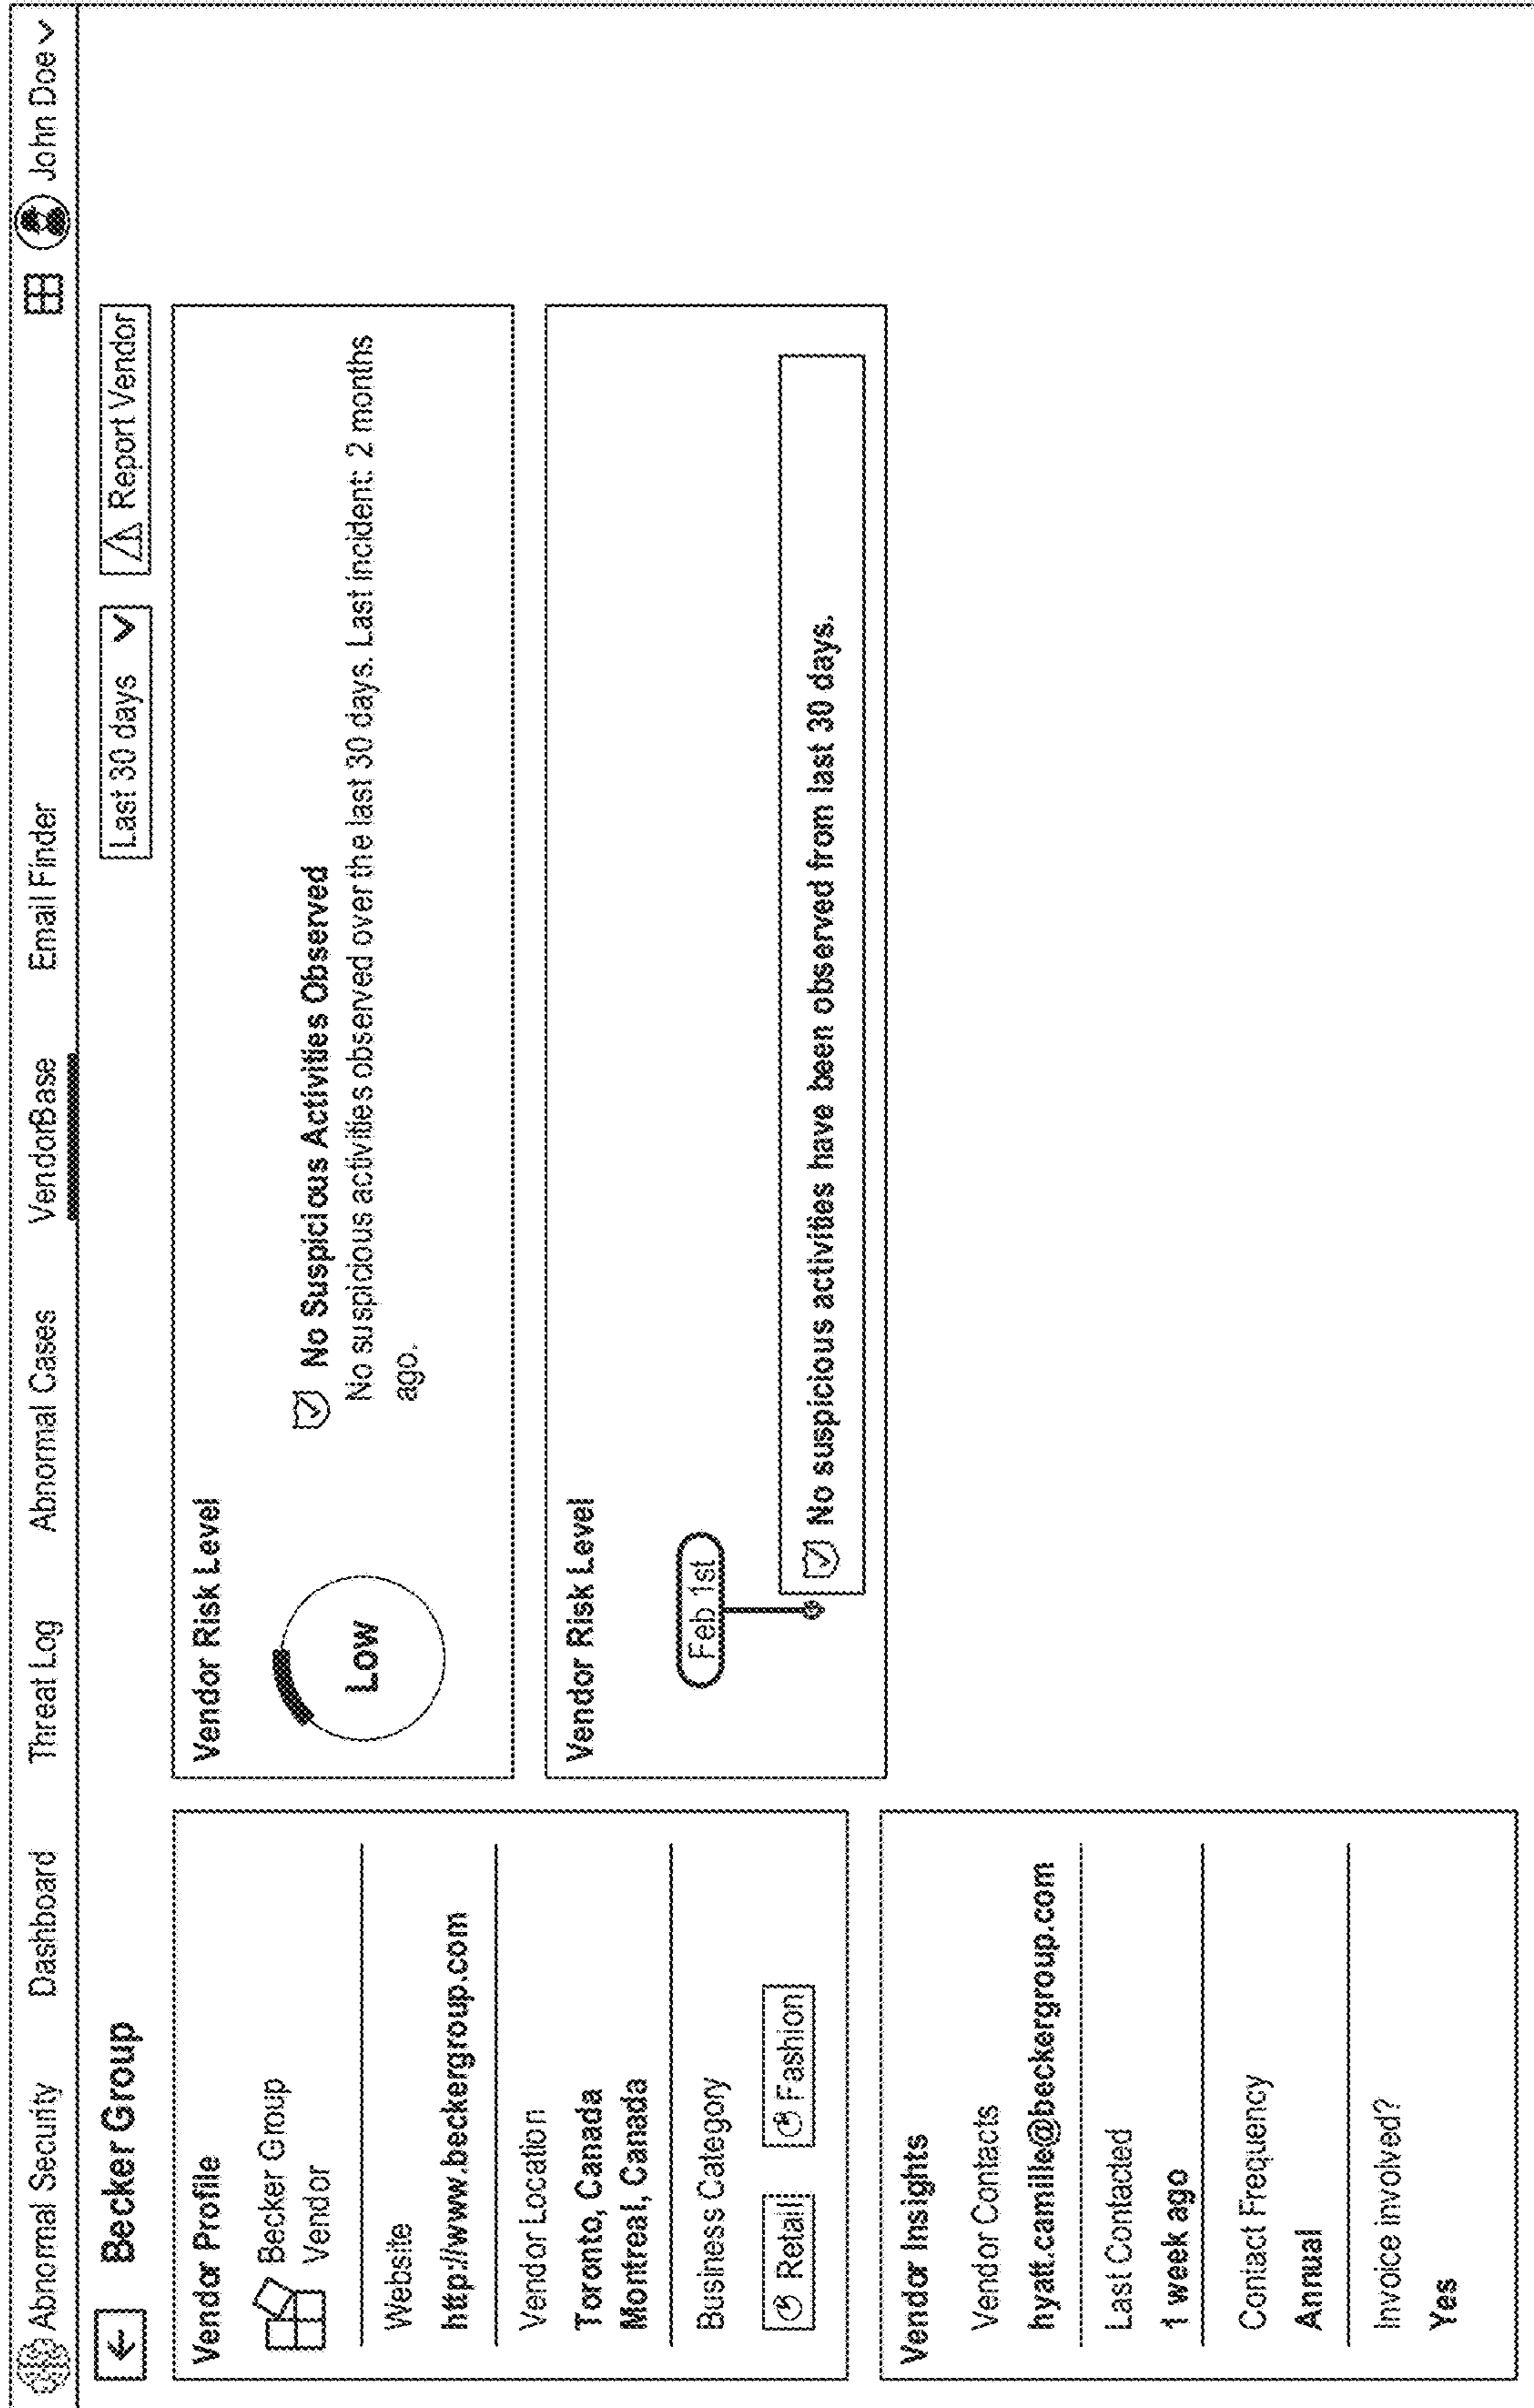 Abnormal Security Dashboard Threat Log Abnormal Cases VendorBase Email Finder John Doe
Becker Group
Last 30 days
Report Vendor
Vendor Profile
Becker Group
Vendor
Website
http://www.beckergroup.com
Vendor Location
Toronto, Canada
Montreal, Canada
Business Category
Retail Fashion
Vendor Insights
Vendor Contacts
hyatt.camille@beckergroup.com
Last Contacted
1 week ago
Contact Frequency
Annual
Invoice involved?
Yes
Vendor Risk Level
Low
No Suspicious Activities Observed
No suspicious activities observed over the last 30 days. Last incident: 2 months
ago.
Vendor Risk Level
Feb 1st
No suspicious activities have been observed from last 30 days.